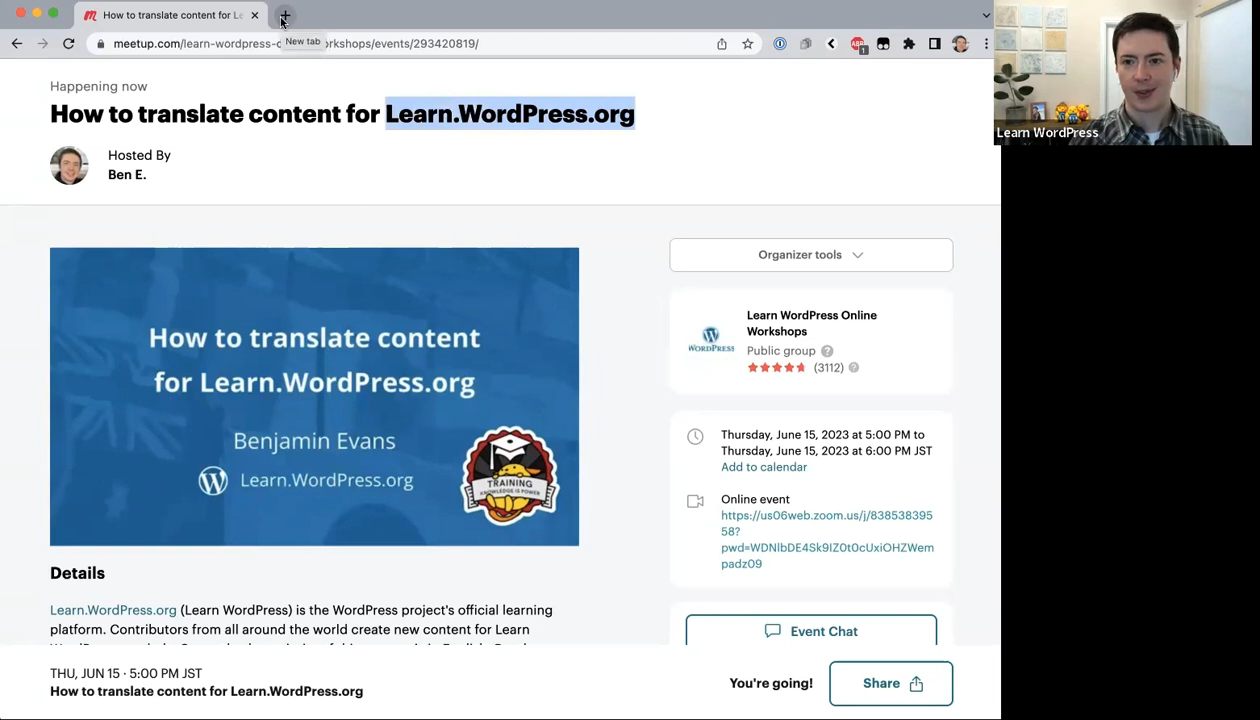 How to translate content for Le
New tab
meetup.com/learn-wordpress-
rkshops/events/293420819/
1
Learn WordPress
Happening now
How to translate content for Learn.WordPress.org
Hosted By
Ben E.
How to translate content
for Learn.WordPress.org
Benjamin Evans
Learn.WordPress.org
TRAINING
KNOWLEDGE IS POWER
Organizer tools
Learn WordPress Online
Workshops
WORDPRESS
Public group
(3112)
Thursday, June 15, 2023 at 5:00 PM to
Thursday, June 15, 2023 at 6:00 PM JST
Add to calendar
Online event
https://us06web.zoom.us/j/838538395
58?
pwd=WDNlbDE4Sk9IZ0t0cUxiOHZWem
padz09
Details
Learn.WordPress.org (Learn WordPress) is the WordPress project's official learning
platform. Contributors from all around the world create new content for Learn
Event Chat
THU, JUN 15 · 5:00 PM JST
How to translate content for Learn.WordPress.org
You're going!
Share